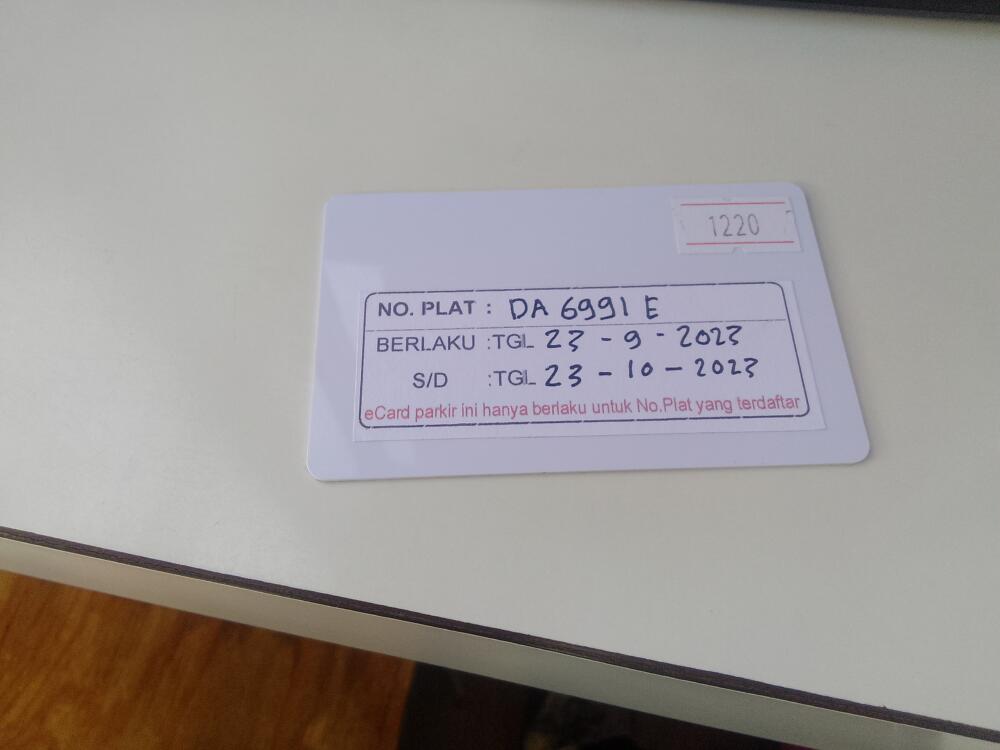 1220
NO. PLAT : DA 6991 E
BERLAKU :TGL 23 - 9 - 2023
S/D :TGL 23 - 10 - 2023
eCard parkir ini hanya berlaku untuk No.Plat yang terdaftar